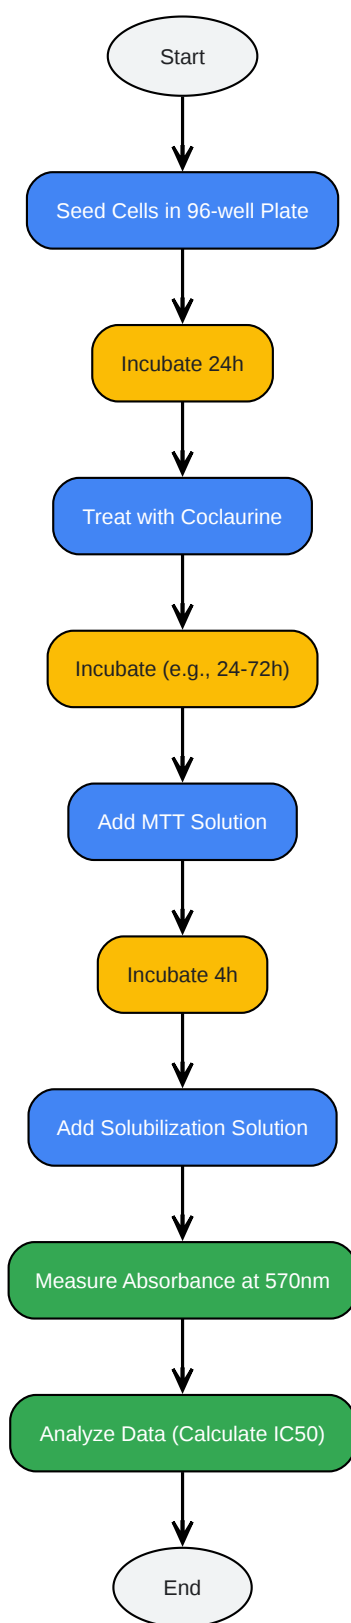 Start
Seed Cells in 96-well Plate
Incubate 24h
Treat with Coclaurine
Incubate (e.g., 24-72h)
Add MTT Solution
Incubate 4h
Add Solubilization Solution
Measure Absorbance at 570nm
Analyze Data (Calculate IC50)
End